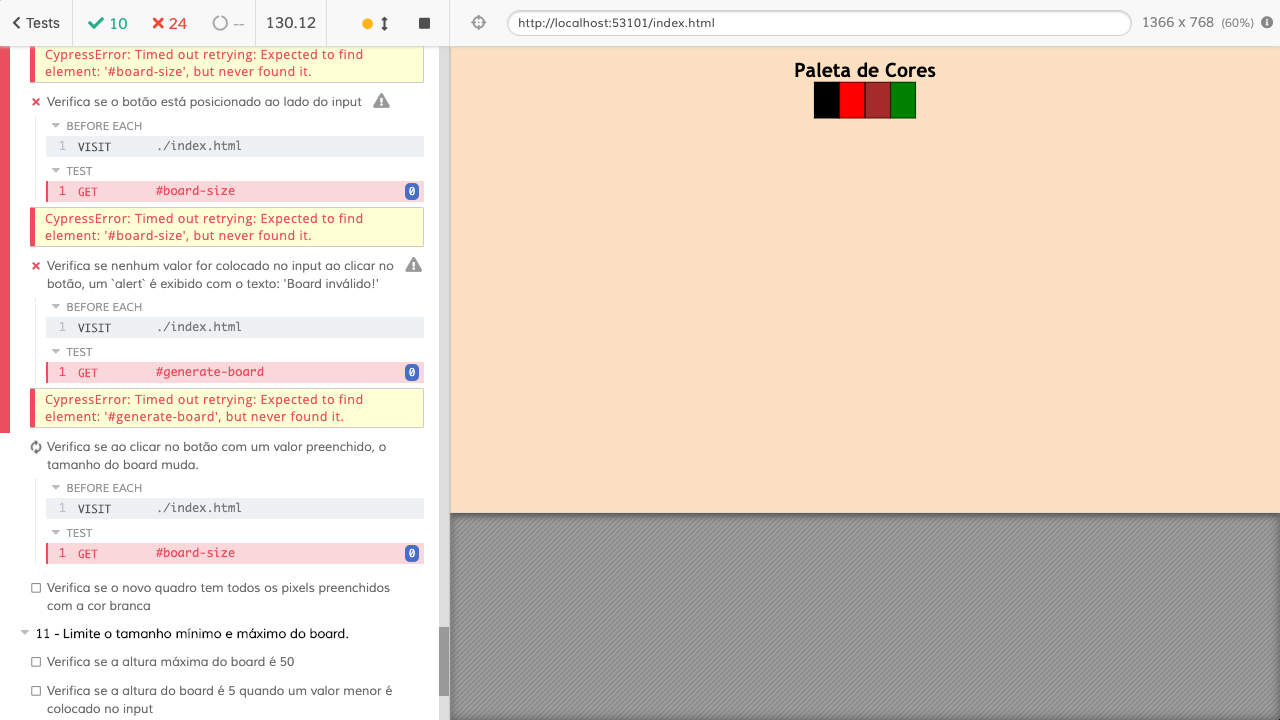 Tests
10
24
--
130.12
http://localhost:53101/index.html
1366 x 768 (60%)
CypressError: Timed out retrying: Expected to find
element: '#board-size', but never found it.
Verifica se o botão está posicionado ao lado do input
BEFORE EACH
1 VISIT ./index.html
TEST
1 GET #board-size 0
CypressError: Timed out retrying: Expected to find
element: '#board-size', but never found it.
Verifica se nenhum valor for colocado no input ao clicar no
botão, um `alert` é exibido com o texto: 'Board inválido!'
BEFORE EACH
1 VISIT ./index.html
TEST
1 GET #generate-board 0
CypressError: Timed out retrying: Expected to find
element: '#generate-board', but never found it.
Verifica se ao clicar no botão com um valor preenchido, o
tamanho do board muda.
BEFORE EACH
1 VISIT ./index.html
TEST
1 GET #board-size 0
Verifica se o novo quadro tem todos os pixels preenchidos
com a cor branca
11 - Limite o tamanho mínimo e máximo do board.
Verifica se a altura máxima do board é 50
Verifica se a altura do board é 5 quando um valor menor é
colocado no input
Paleta de Cores